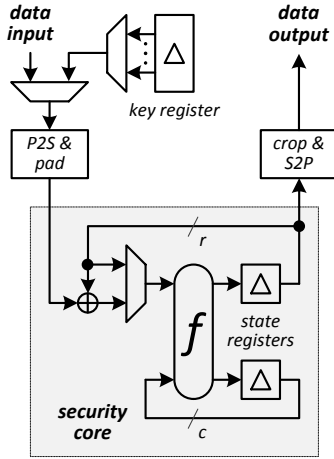 data
input
data
output
Δ
key register
P2S &
pad
crop &
S2P
r
f
Δ
state
registers
Δ
security
core
c